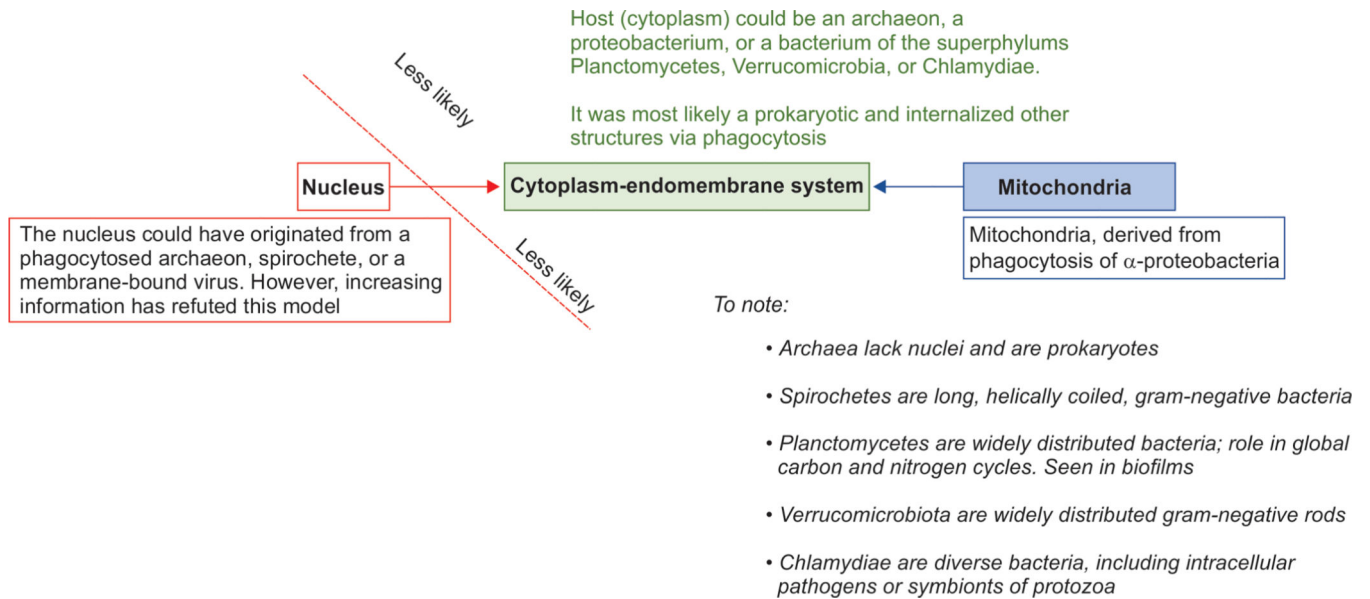 Host (cytoplasm) could be an archaeon, a
proteobacterium, or a bacterium of the superphylums
Planctomycetes, Verrucomicrobia, or Chlamydiae.
It was most likely a prokaryotic and internalized other
structures via phagocytosis
Less likely
Nucleus
Cytoplasm-endomembrane system
Mitochondria
The nucleus could have originated from a
phagocytosed archaeon, spirochete, or a
membrane-bound virus. However, increasing
information has refuted this model
Less likely
Mitochondria, derived from
phagocytosis of α-proteobacteria
To note:
• Archaea lack nuclei and are prokaryotes
• Spirochetes are long, helically coiled, gram-negative bacteria
• Planctomycetes are widely distributed bacteria; role in global
carbon and nitrogen cycles. Seen in biofilms
• Verrucomicrobiota are widely distributed gram-negative rods
• Chlamydiae are diverse bacteria, including intracellular
pathogens or symbionts of protozoa